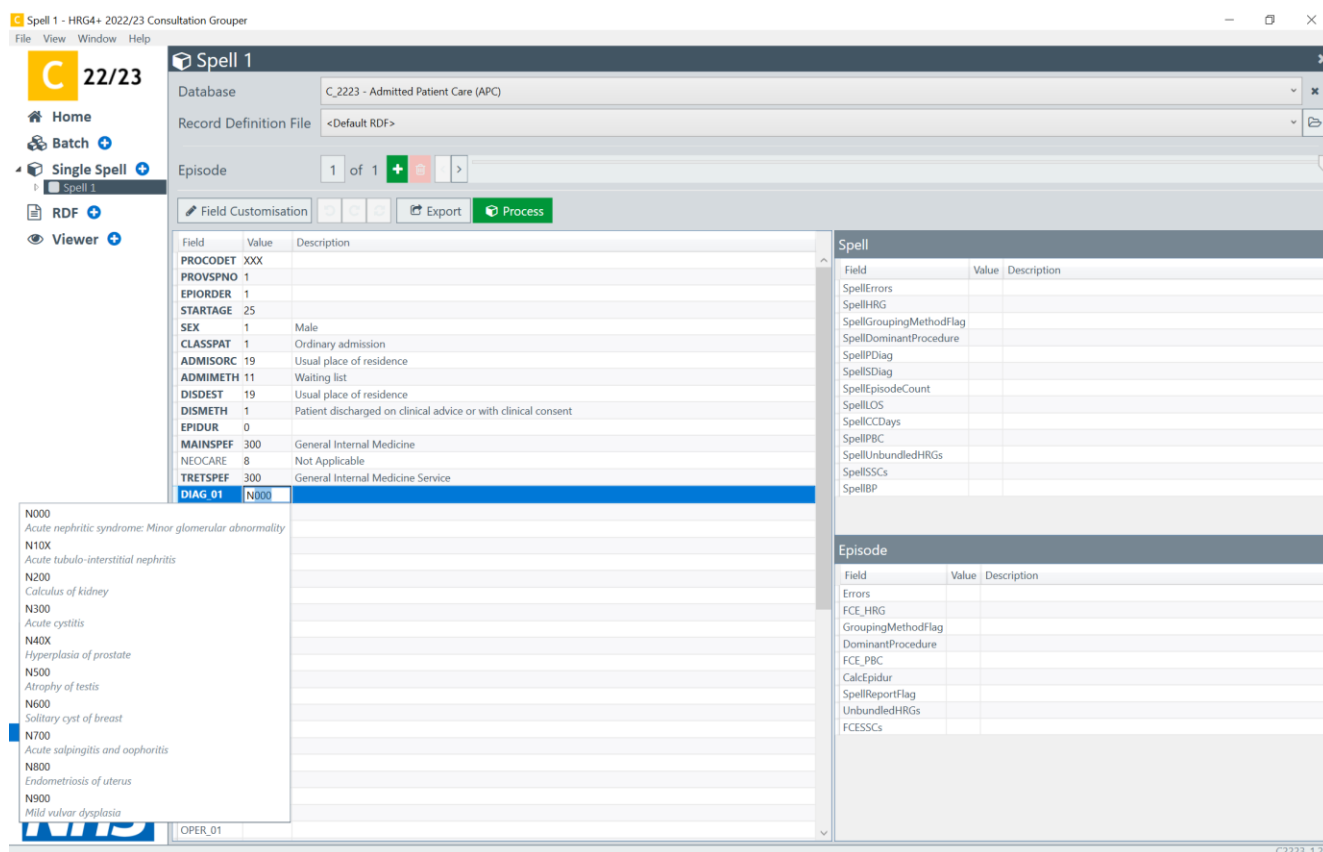 C Spell 1 - HRG4+ 2022/23 Consultation Grouper
File View Window Help
C 22/23
Home
Batch
Single Spell
Spell 1
RDF
Viewer
Spell 1
Database C_2223 - Admitted Patient Care (APC)
Record Definition File <Default RDF>
Episode 1 of 1
Field Customisation Export Process
Field Value Description
PROCODET XXX
PROVSPNO 1
EPIORDER 1
STARTAGE 25
SEX 1 Male
CLASSPAT 1 Ordinary admission
ADMISORC 19 Usual place of residence
ADMIMETH 11 Waiting list
DISDEST 19 Usual place of residence
DISMETH 1 Patient discharged on clinical advice or with clinical consent
EPIDUR 0
MAINSPEF 300 General Internal Medicine
NEOCARE 8 Not Applicable
TRETSPEF 300 General Internal Medicine Service
DIAG_01 N000
N000
Acute nephritic syndrome: Minor glomerular abnormality
N10X
Acute tubulo-interstitial nephritis
N200
Calculus of kidney
N300
Acute cystitis
N40X
Hyperplasia of prostate
N500
Atrophy of testis
N600
Solitary cyst of breast
N700
Acute salpingitis and oophoritis
N800
Endometriosis of uterus
N900
Mild vulvar dysplasia
NHS
OPER_01
Spell
Field Value Description
SpellErrors
SpellHRG
SpellGroupingMethodFlag
SpellDominantProcedure
SpellPDiag
SpellSDiag
SpellEpisodeCount
SpellLOS
SpellCCDays
SpellPBC
SpellUnbundledHRGs
SpellSSCs
SpellBP
Episode
Field Value Description
Errors
FCE_HRG
GroupingMethodFlag
DominantProcedure
FCE_PBC
CalcEpidur
SpellReportFlag
UnbundledHRGs
FCESSCs